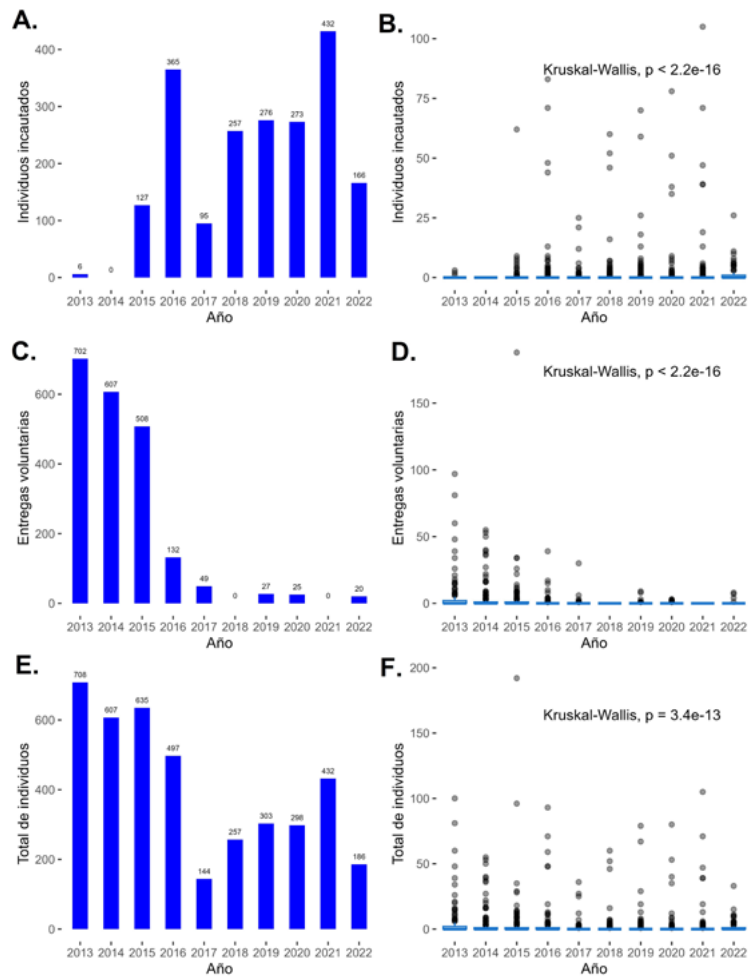 A.
Individuos incautados
400
300
200
100
0
6
0
127
365
95
257
276
273
432
166
2013 2014 2015 2016 2017 2018 2019 2020 2021 2022
Año
B.
Individuos incautados
100
75
50
25
0
Kruskal-Wallis, p < 2.2e-16
2013 2014 2015 2016 2017 2018 2019 2020 2021 2022
Año
C.
Entregas voluntarias
600
400
200
0
702
607
508
132
49
0
27
25
0
20
2013 2014 2015 2016 2017 2018 2019 2020 2021 2022
Año
D.
Entregas voluntarias
150
100
50
0
Kruskal-Wallis, p < 2.2e-16
2013 2014 2015 2016 2017 2018 2019 2020 2021 2022
Año
E.
Total de individuos
600
400
200
0
708
607
635
497
144
257
303
298
432
186
2013 2014 2015 2016 2017 2018 2019 2020 2021 2022
Año
F.
Total de individuos
200
150
100
50
0
Kruskal-Wallis, p = 3.4e-13
2013 2014 2015 2016 2017 2018 2019 2020 2021 2022
Año